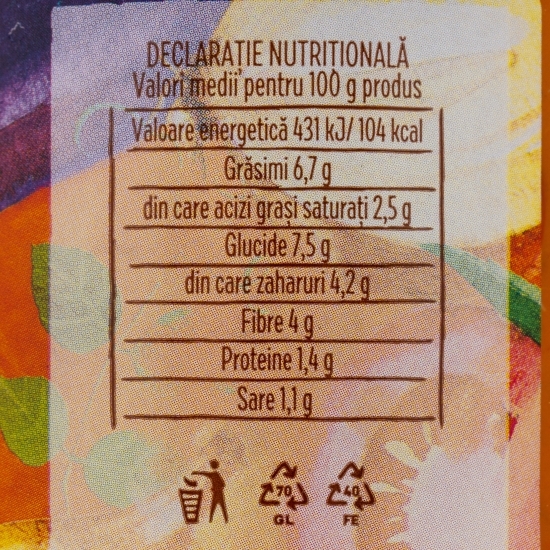 DECLARAȚIE NUTRITIONALĂ
Valori medii pentru 100 g produs
Valoare energetică 431 kJ/ 104 kcal
Grăsimi 6,7 g
din care acizi grași saturați 2,5 g
Glucide 7,5 g
din care zaharuri 4,2 g
Fibre 4 g
Proteine 1,4 g
Sare 1,1 g
70 40
GL FE